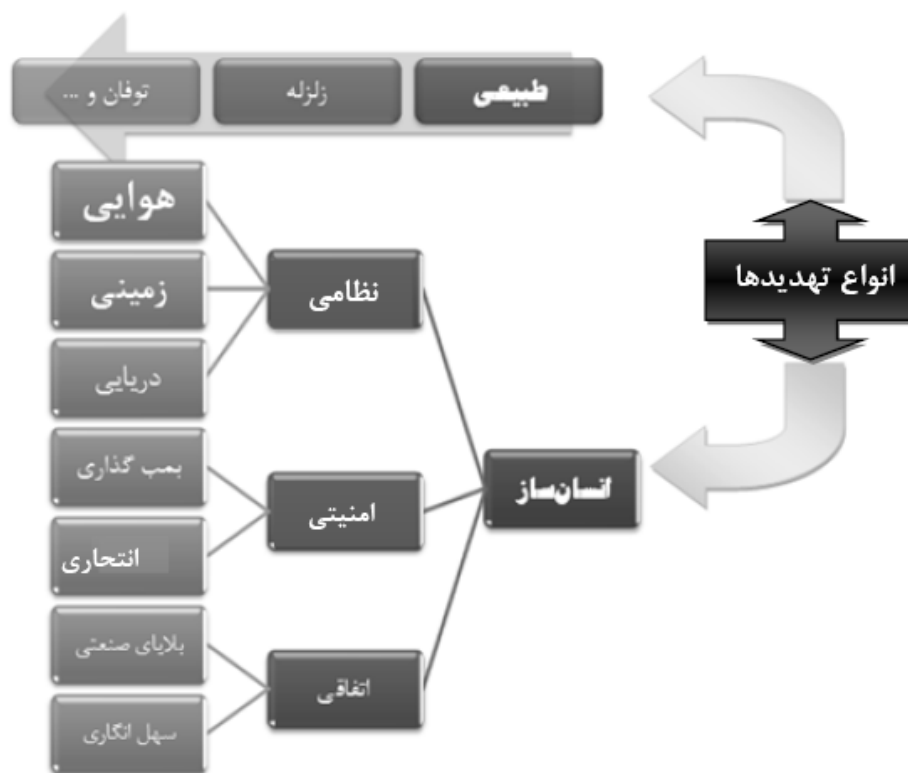 انواع تهدیدها
طبیعی
زلزله
توفان و ...
انسان‌ساز
نظامی
هوایی
زمینی
دریایی
امنیتی
بمب گذاری
انتحاری
اتفاقی
بلایای صنعتی
سهل انگاری